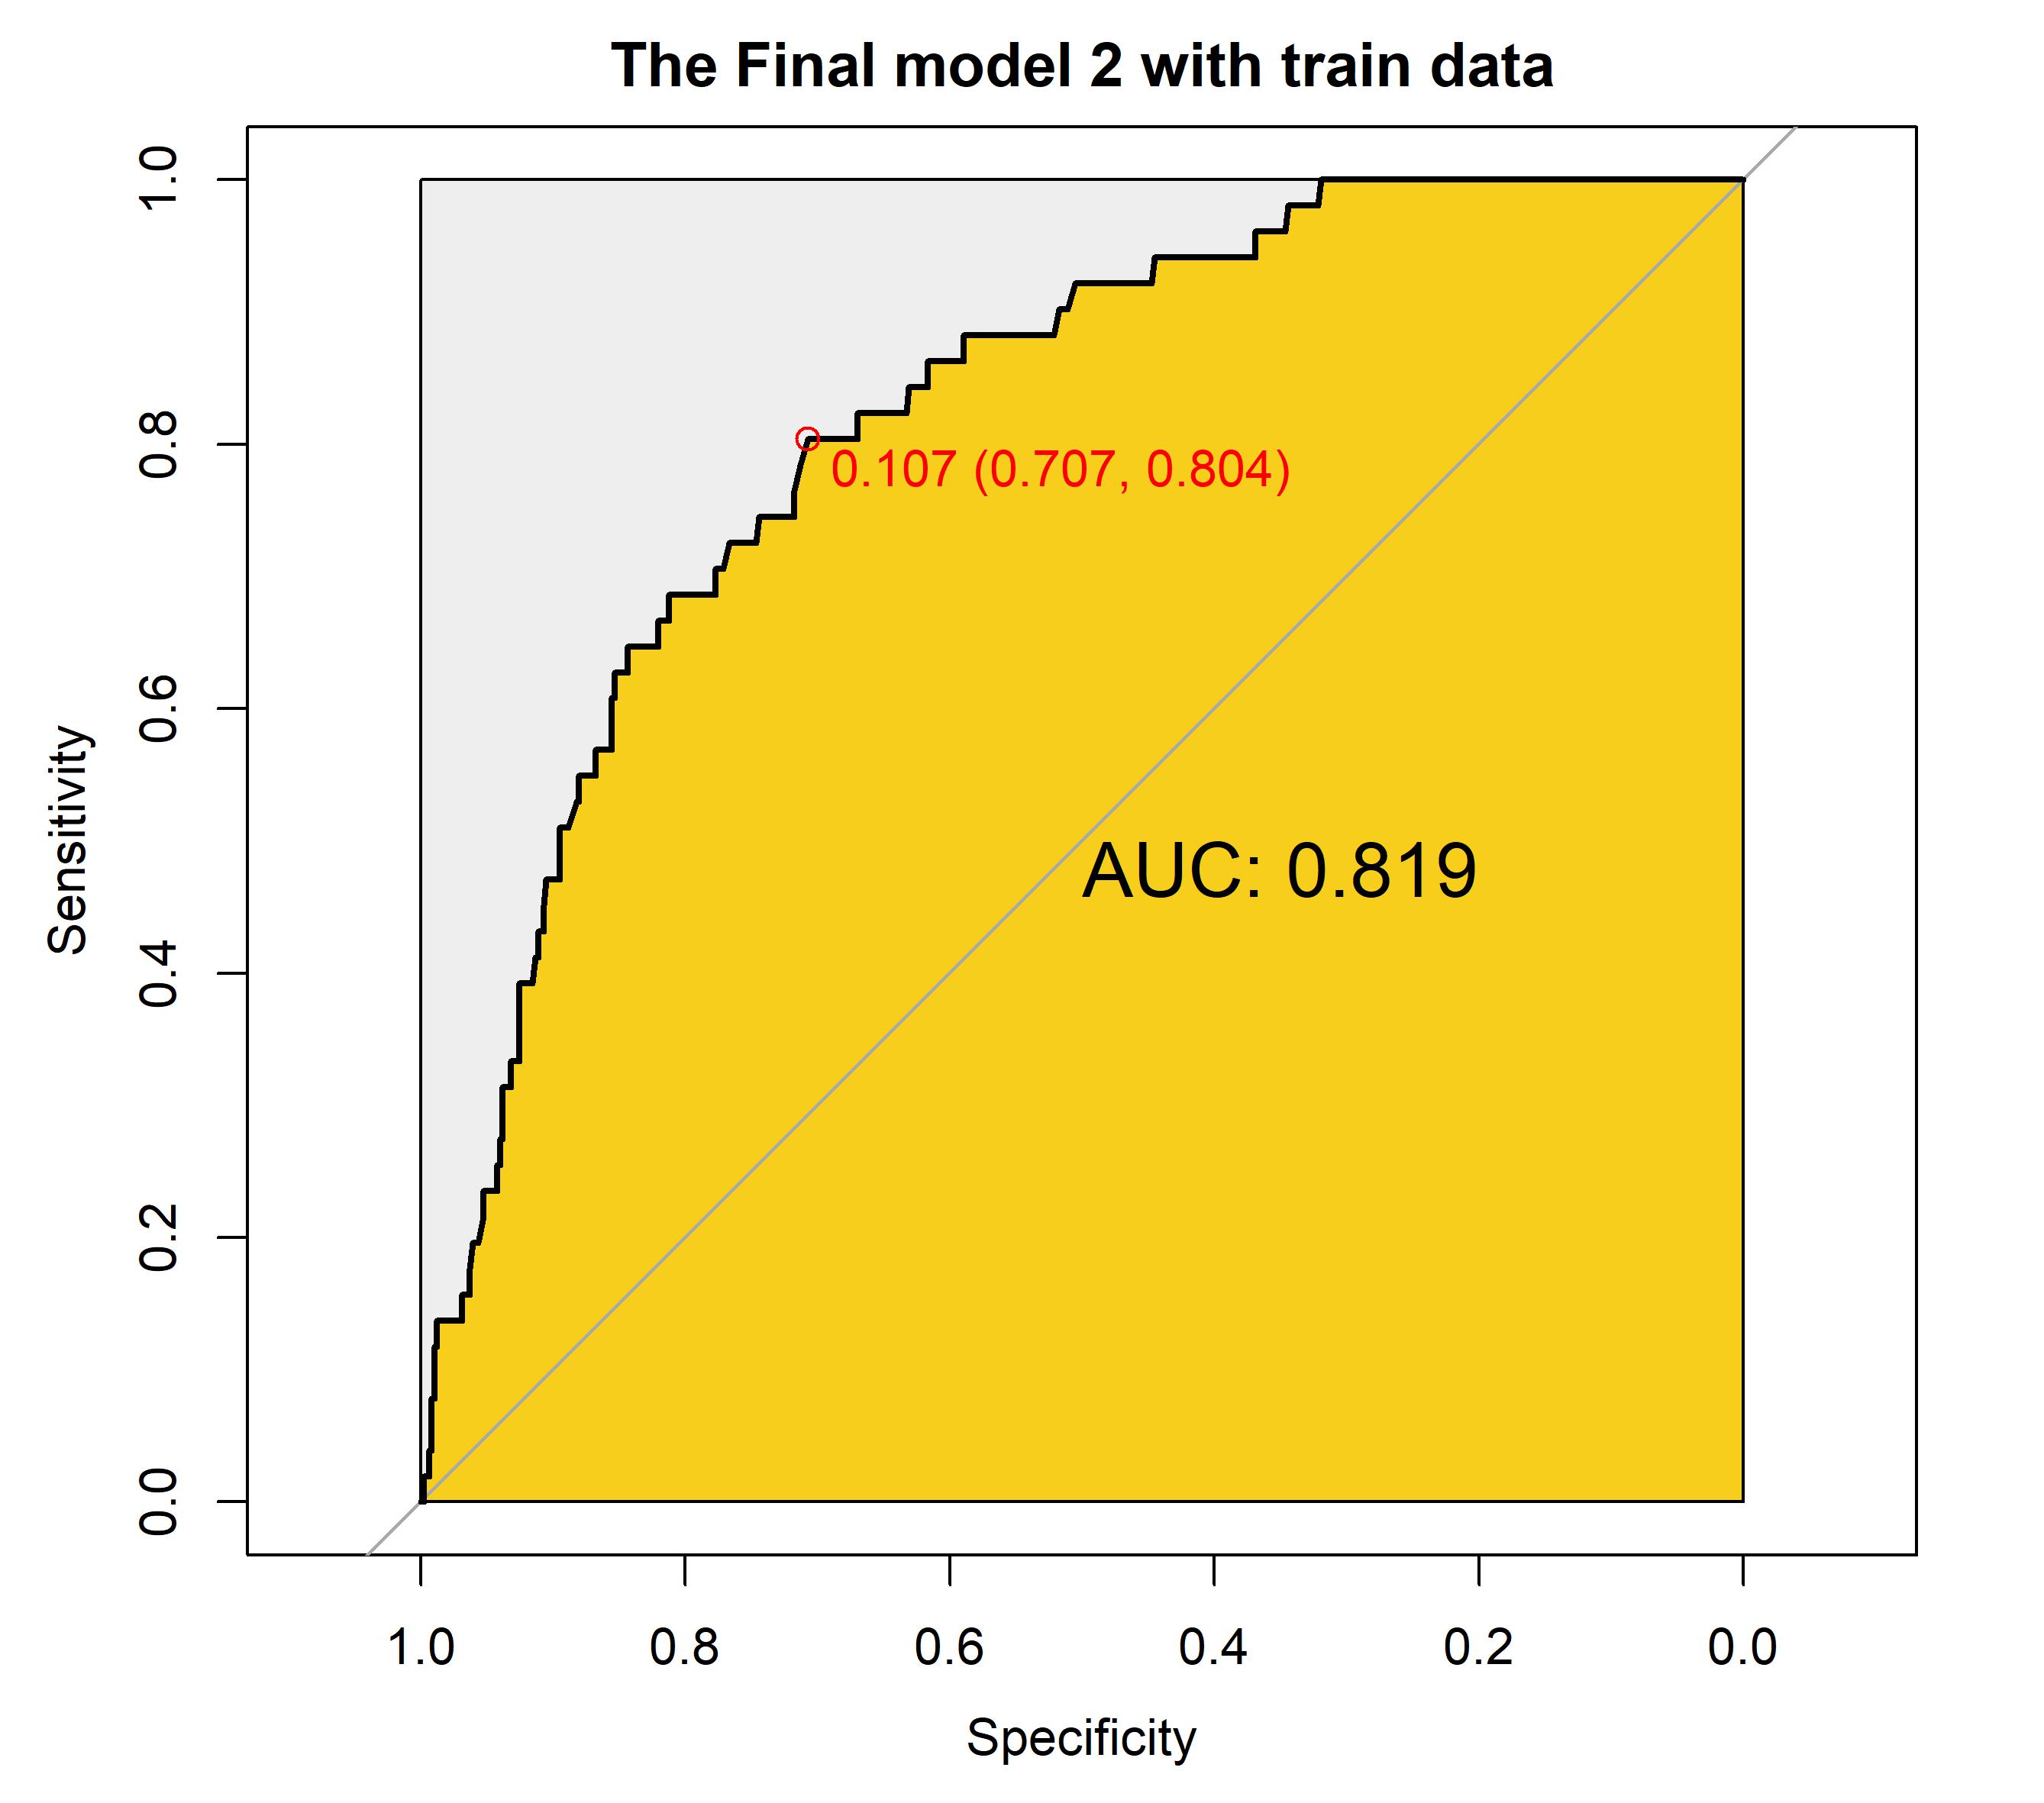 The Final model 2 with train data
Sensitivity
1.0
0.8
0.6
0.4
0.2
0.0
0.107 (0.707, 0.804)
AUC: 0.819
1.0 0.8 0.6 0.4 0.2 0.0
Specificity